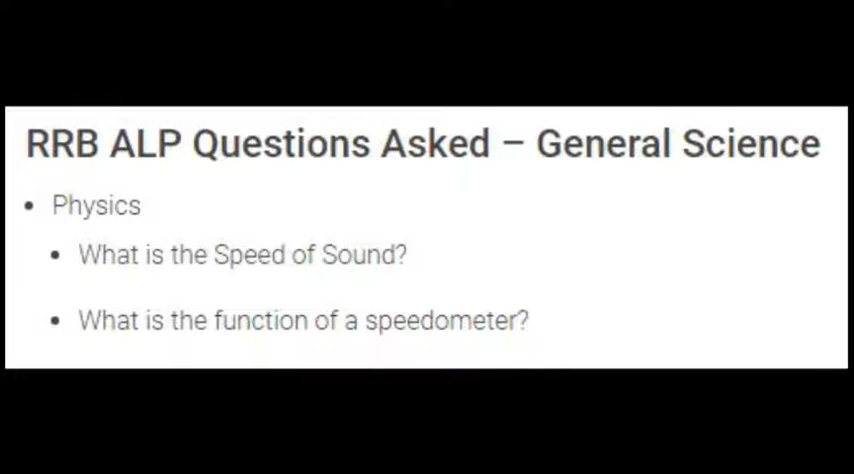 RRB ALP Questions Asked – General Science
• Physics
• What is the Speed of Sound?
• What is the function of a speedometer?